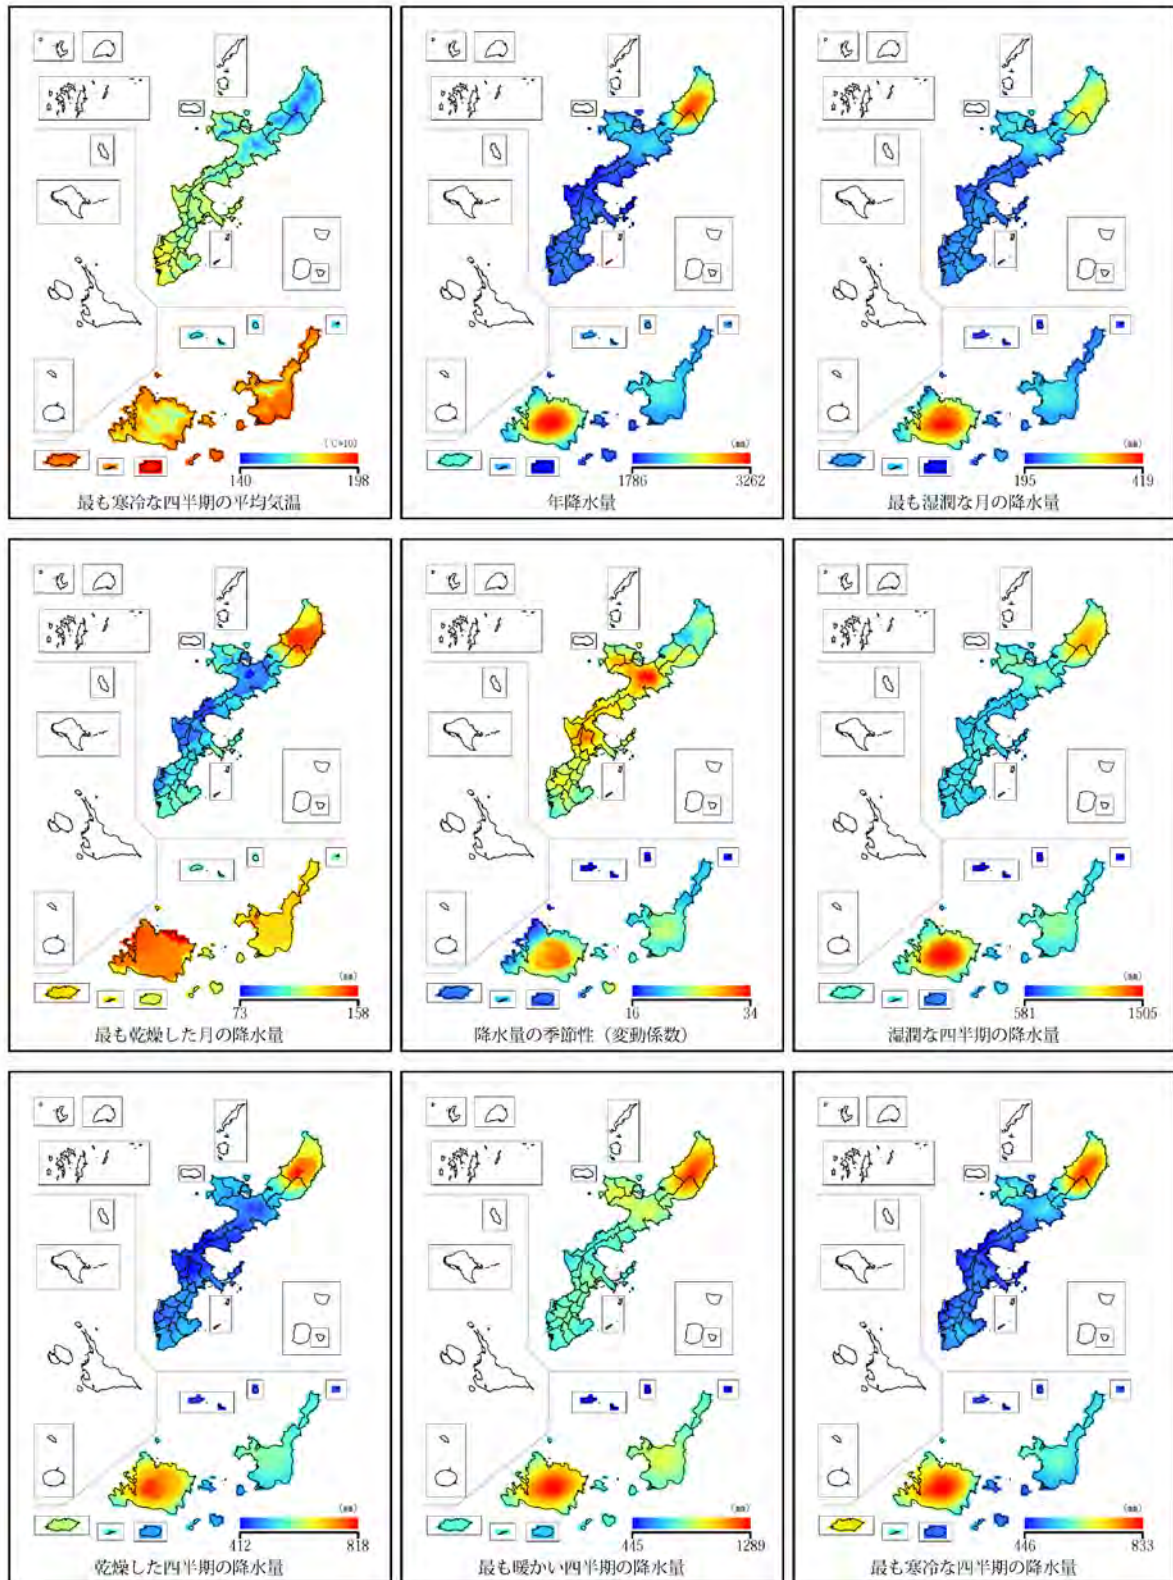 (℃*10)
140 198
最も寒冷な四半期の平均気温
(mm)
1786 3262
年降水量
(mm)
195 419
最も湿潤な月の降水量
(mm)
73 158
最も乾燥した月の降水量
16 34
降水量の季節性（変動係数）
(mm)
581 1505
湿潤な四半期の降水量
(mm)
412 818
乾燥した四半期の降水量
(mm)
445 1289
最も暖かい四半期の降水量
(mm)
446 833
最も寒冷な四半期の降水量